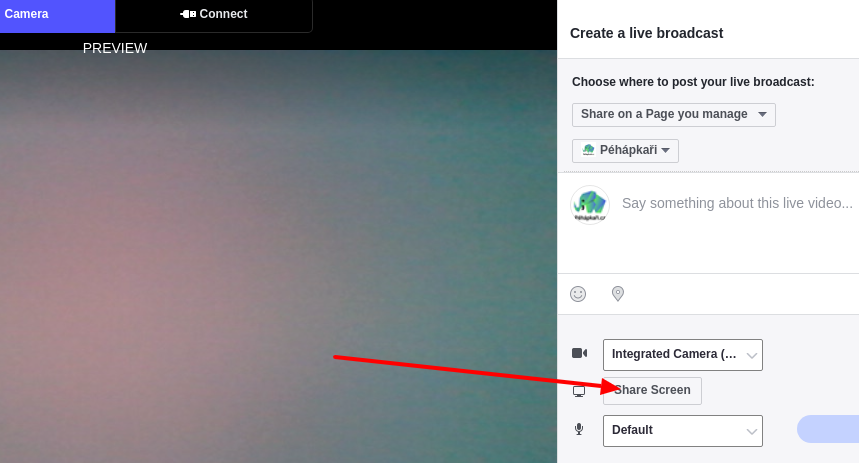 Camera
Connect
PREVIEW
Create a live broadcast
Choose where to post your live broadcast:
Share on a Page you manage
Péhápkaři
Péhápkaři.cz
Say something about this live video...
Integrated Camera (...
Share Screen
Default